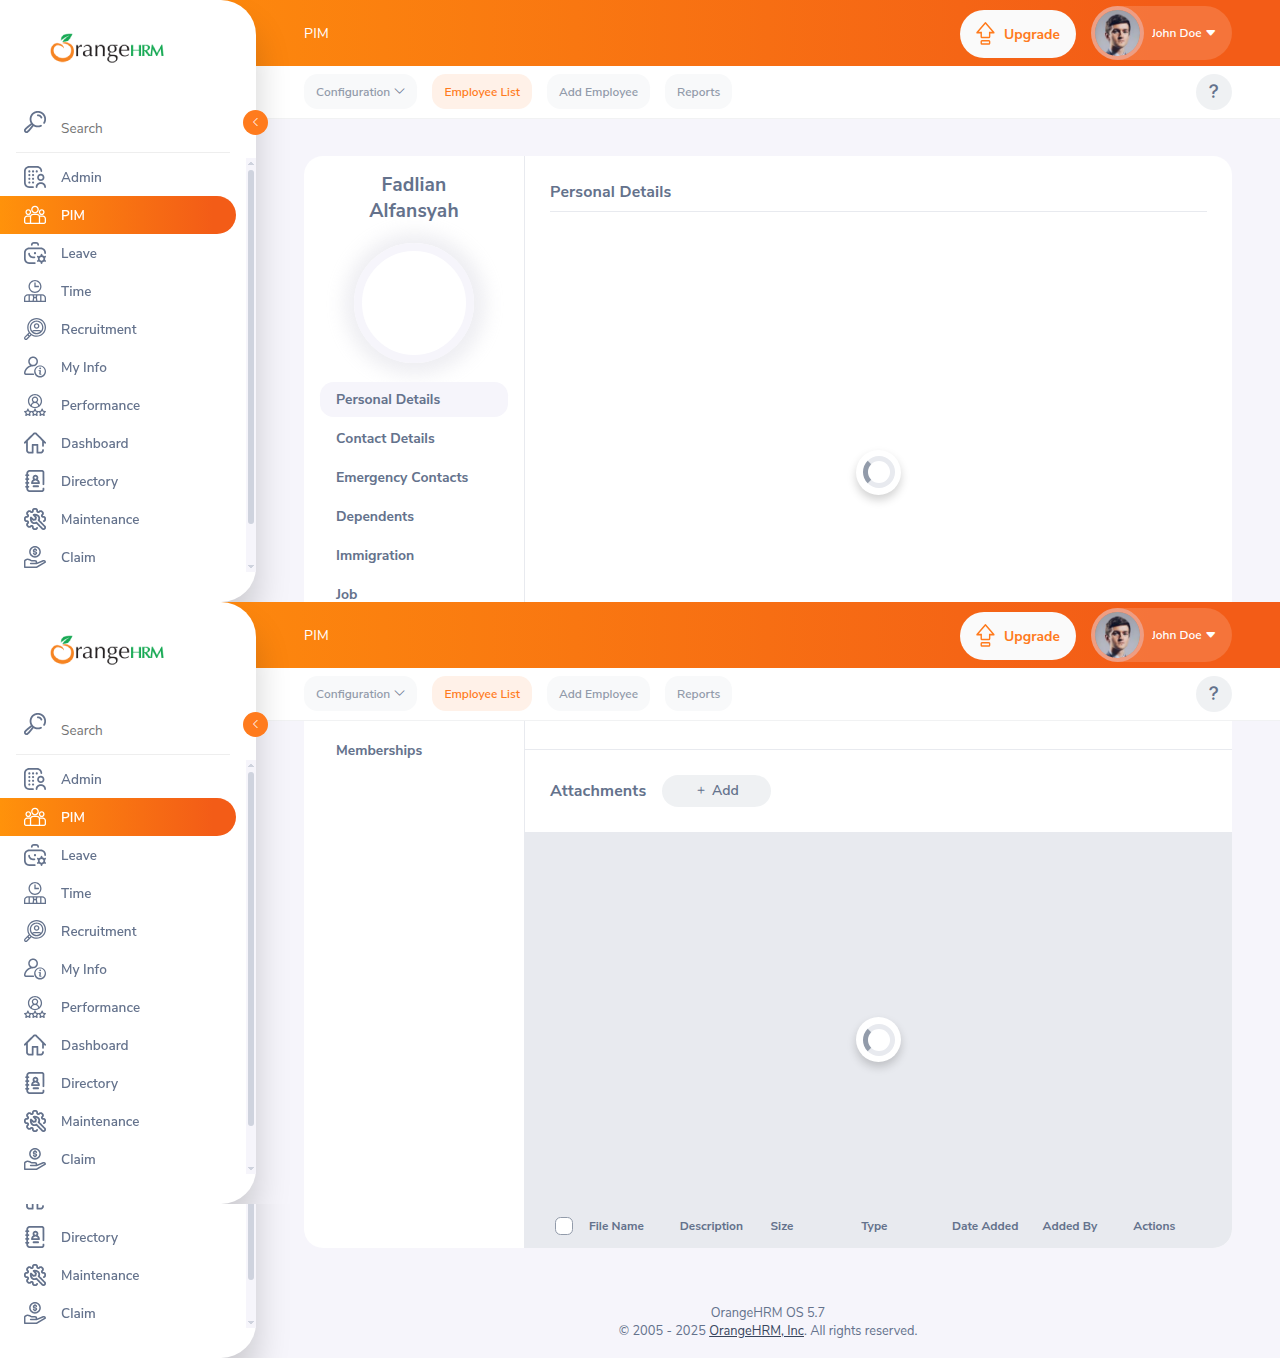 OrangeHRM
PIM
Upgrade
John Doe
Configuration
Employee List
Add Employee
Reports
?
Search
Admin
PIM
Leave
Time
Recruitment
My Info
Performance
Dashboard
Directory
Maintenance
Claim
Fadlian
Alfansyah
Personal Details
Contact Details
Emergency Contacts
Dependents
Immigration
Job
Personal Details
OrangeHRM
PIM
Upgrade
John Doe
Configuration
Employee List
Add Employee
Reports
?
Search
Admin
PIM
Leave
Time
Recruitment
My Info
Performance
Dashboard
Directory
Maintenance
Claim
Memberships
Attachments
+ Add
File Name Description Size Type Date Added Added By Actions
Directory
Maintenance
Claim
OrangeHRM OS 5.7
© 2005 - 2025 OrangeHRM, Inc. All rights reserved.